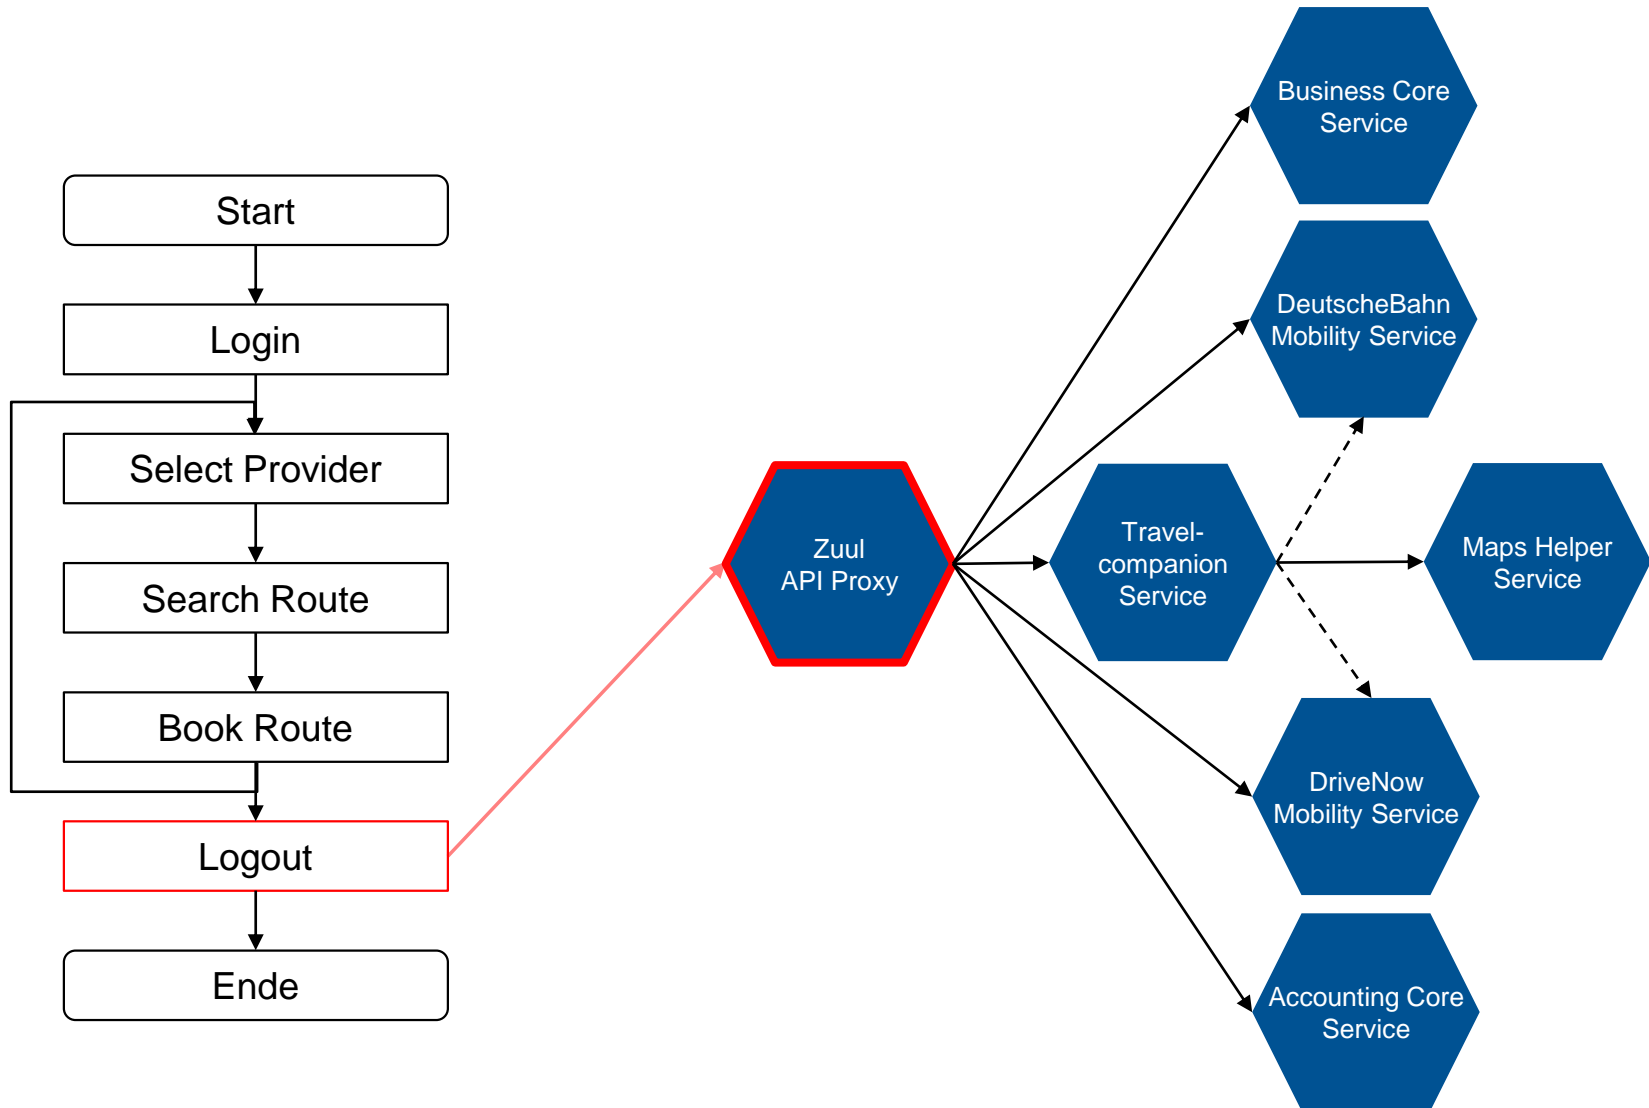 Start
Login
Select Provider
Search Route
Book Route
Logout
Ende
Zuul
API Proxy
Business Core
Service
DeutscheBahn
Mobility Service
Travel-
companion
Service
Maps Helper
Service
DriveNow
Mobility Service
Accounting Core
Service